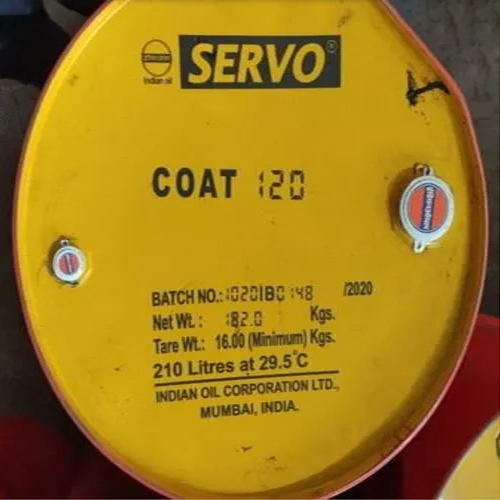 SERVO®
indian oil
COAT 120
BATCH NO.: 10201B0148 /2020
Net Wt.: 182.0 Kgs.
Tare Wt.: 16.00 (Minimum) Kgs.
210 Litres at 29.5°C
INDIAN OIL CORPORATION LTD.,
MUMBAI, INDIA.